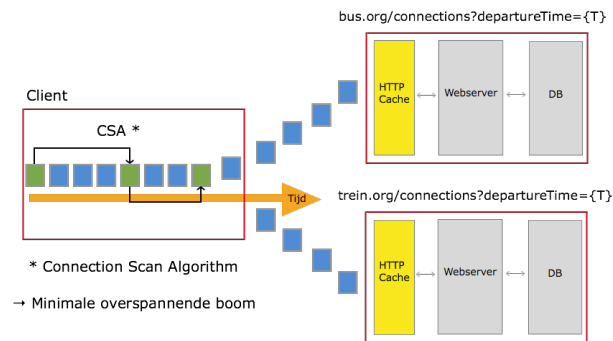 bus.org/connections?departureTime={T}
HTTP
Cache
Webserver
DB
Client
CSA *
Tijd
trein.org/connections?departureTime={T}
HTTP
Cache
Webserver
DB
* Connection Scan Algorithm
→ Minimale overspannende boom